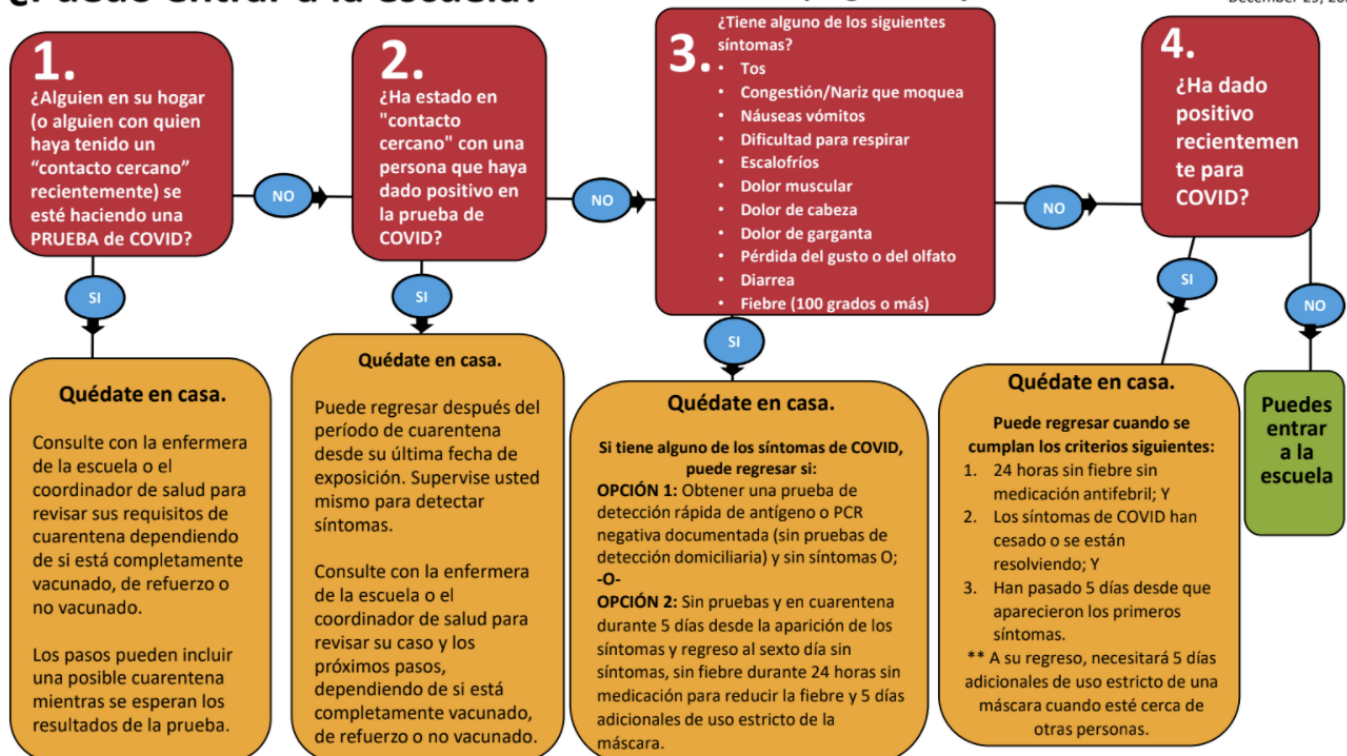 ¿Puedo entrar a la escuela?
December 29,
1.
¿Alguien en su hogar
(o alguien con quien
haya tenido un
“contacto cercano”
recientemente) se
esté haciendo una
PRUEBA de COVID?
NO
SI
Quédate en casa.
Consulte con la enfermera
de la escuela o el
coordinador de salud para
revisar sus requisitos de
cuarentena dependiendo
de si está completamente
vacunado, de refuerzo o
no vacunado.
Los pasos pueden incluir
una posible cuarentena
mientras se esperan los
resultados de la prueba.
2.
¿Ha estado en
"contacto
cercano" con una
persona que haya
dado positivo en
la prueba de
COVID?
NO
SI
Quédate en casa.
Puede regresar después del
período de cuarentena
desde su última fecha de
exposición. Supervise usted
mismo para detectar
síntomas.
Consulte con la enfermera
de la escuela o el
coordinador de salud para
revisar su caso y los
próximos pasos,
dependiendo de si está
completamente vacunado,
de refuerzo o no vacunado.
3.
¿Tiene alguno de los siguientes
síntomas?
• Tos
• Congestión/Nariz que moquea
• Náuseas vómitos
• Dificultad para respirar
• Escalofríos
• Dolor muscular
• Dolor de cabeza
• Dolor de garganta
• Pérdida del gusto o del olfato
• Diarrea
• Fiebre (100 grados o más)
NO
SI
Quédate en casa.
Si tiene alguno de los síntomas de COVID,
puede regresar si:
OPCIÓN 1: Obtener una prueba de
detección rápida de antígeno o PCR
negativa documentada (sin pruebas de
detección domiciliaria) y sin síntomas O;
-O-
OPCIÓN 2: Sin pruebas y en cuarentena
durante 5 días desde la aparición de los
síntomas y regreso al sexto día sin
síntomas, sin fiebre durante 24 horas sin
medicación para reducir la fiebre y 5 días
adicionales de uso estricto de la
máscara.
4.
¿Ha dado
positivo
recientemen
te para
COVID?
SI
NO
Quédate en casa.
Puede regresar cuando se
cumplan los criterios siguientes:
1. 24 horas sin fiebre sin
medicación antifebril; Y
2. Los síntomas de COVID han
cesado o se están
resolviendo; Y
3. Han pasado 5 días desde que
aparecieron los primeros
síntomas.
** A su regreso, necesitará 5 días
adicionales de uso estricto de una
máscara cuando esté cerca de
otras personas.
Puedes
entrar
a la
escuela